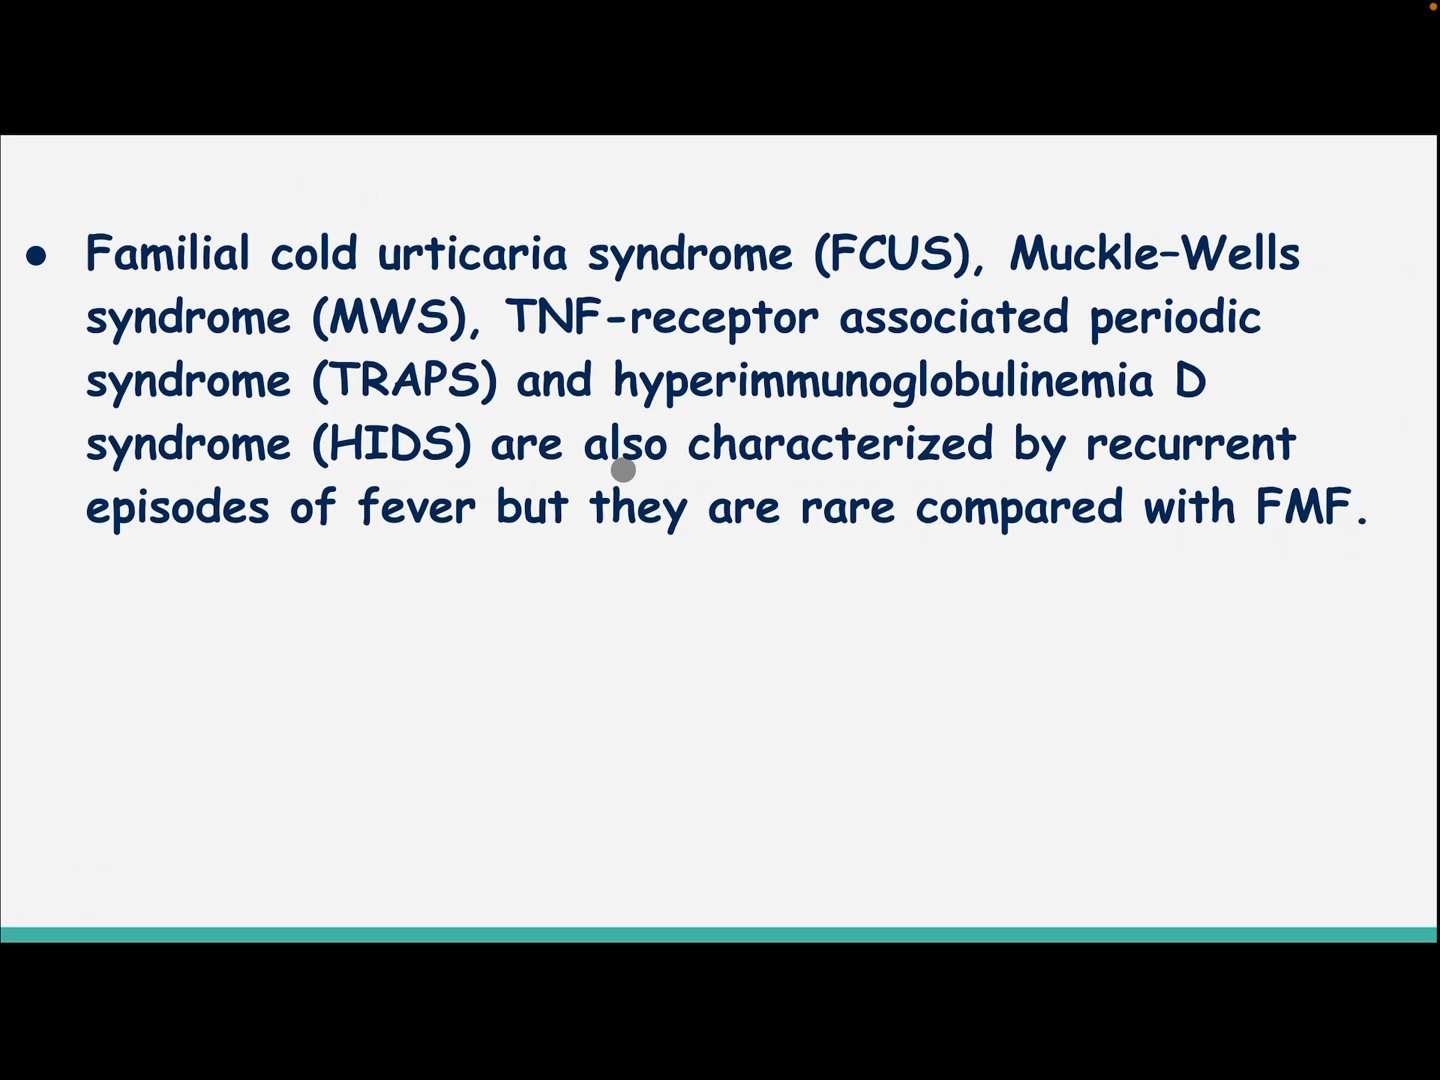 ● Familial cold urticaria syndrome (FCUS), Muckle–Wells
syndrome (MWS), TNF-receptor associated periodic
syndrome (TRAPS) and hyperimmunoglobulinemia D
syndrome (HIDS) are also characterized by recurrent
episodes of fever but they are rare compared with FMF.